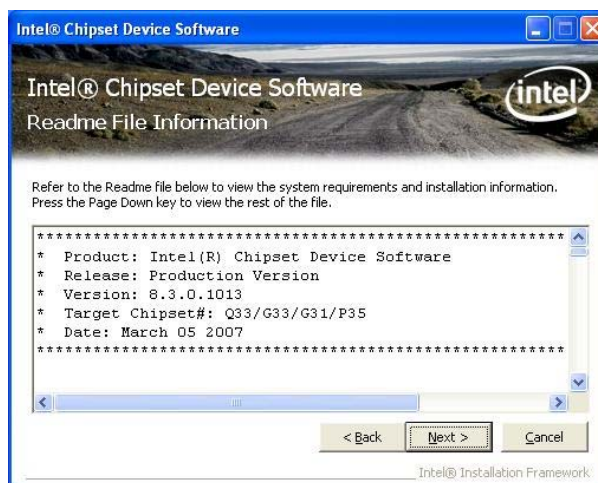 Intel® Chipset Device Software
Intel® Chipset Device Software
intel
Readme File Information
Refer to the Readme file below to view the system requirements and installation information.
Press the Page Down key to view the rest of the file.
********************************************************
* Product: Intel(R) Chipset Device Software
* Release: Production Version
* Version: 8.3.0.1013
* Target Chipset#: Q33/G33/G31/P35
* Date: March 05 2007
********************************************************
< Back Next > Cancel
Intel® Installation Framework